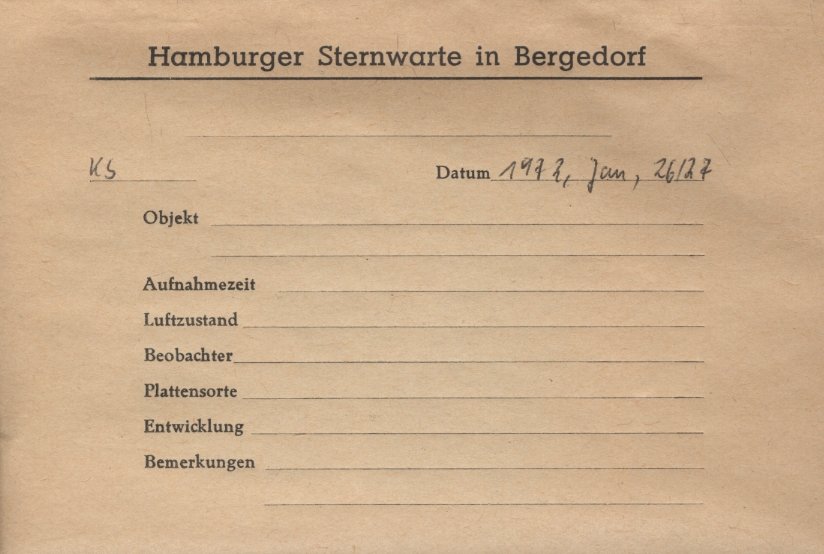 Hamburger Sternwarte in Bergedorf
KS Datum 1972, Jan, 26/27
Objekt
Aufnahmezeit
Luftzustand
Beobachter
Plattensorte
Entwicklung
Bemerkungen